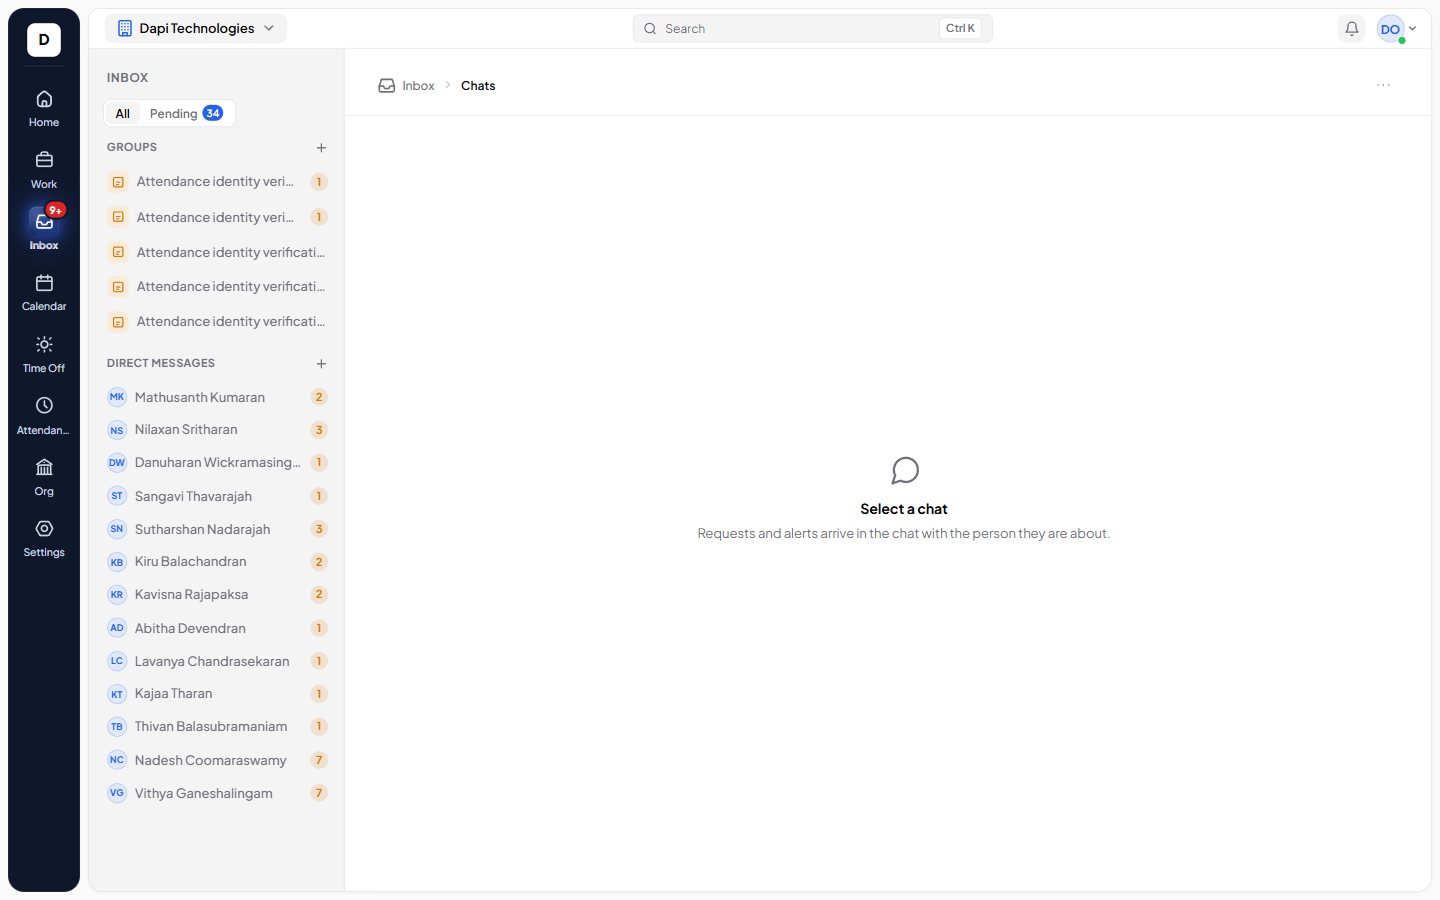 D
Dapi Technologies
Search
Ctrl K
DO
Home
Work
9+
Inbox
Calendar
Time Off
Attendan...
Org
Settings
INBOX
All
Pending 34
GROUPS
Attendance identity veri... 1
Attendance identity veri... 1
Attendance identity verificati...
Attendance identity verificati...
Attendance identity verificati...
DIRECT MESSAGES
MK Mathusanth Kumaran 2
NS Nilaxan Sritharan 3
DW Danuharan Wickramasing... 1
ST Sangavi Thavarajah 1
SN Sutharshan Nadarajah 3
KB Kiru Balachandran 2
KR Kavisna Rajapaksa 2
AD Abitha Devendran 1
LC Lavanya Chandrasekaran 1
KT Kajaa Tharan 1
TB Thivan Balasubramaniam 1
NC Nadesh Coomaraswamy 7
VG Vithya Ganeshalingam 7
Inbox
Chats
Select a chat
Requests and alerts arrive in the chat with the person they are about.